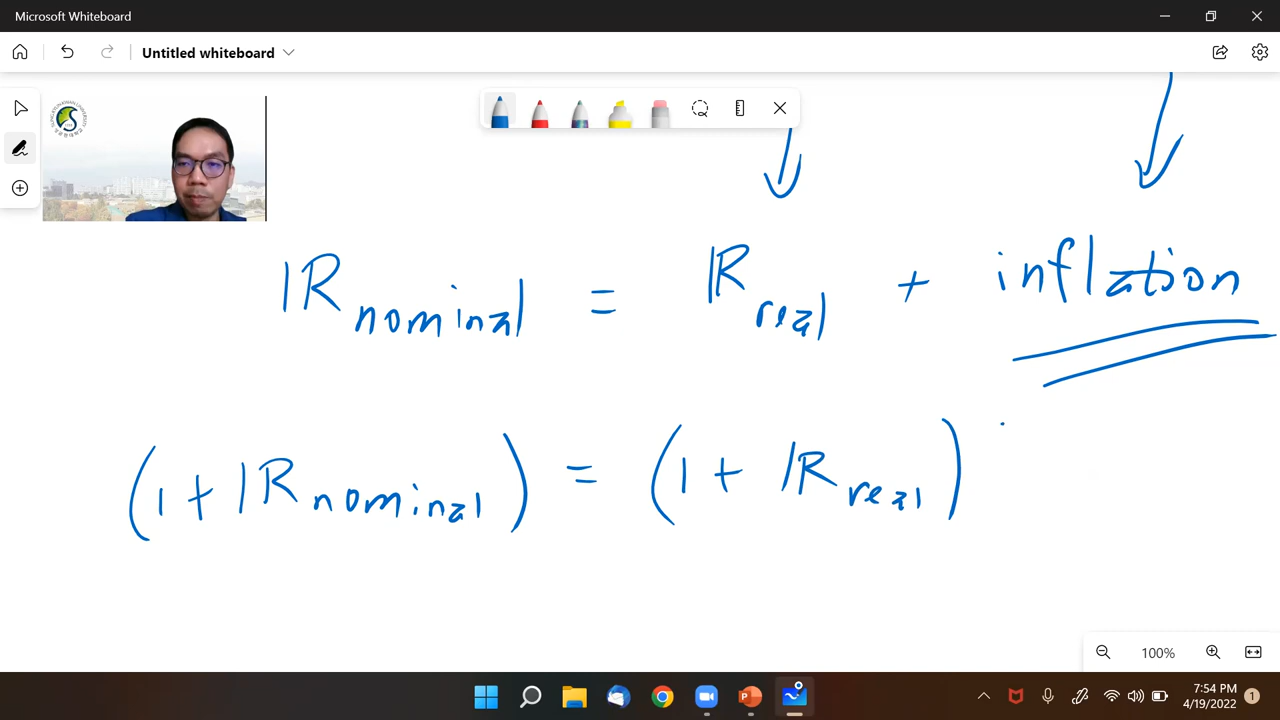 Microsoft Whiteboard
Untitled whiteboard
IR nominal = IR real + inflation
(1 + IR nominal) = (1 + IR real)
100%
7:54 PM
4/19/2022
1